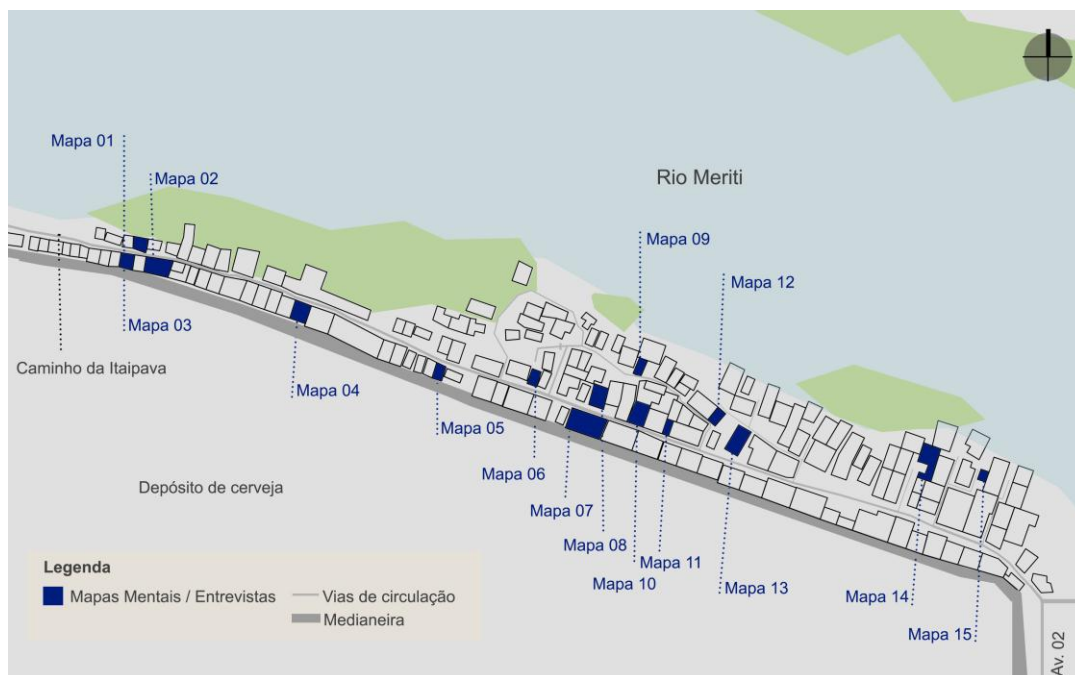 Mapa 01
Mapa 02
Rio Meriti
Mapa 09
Mapa 12
Mapa 03
Caminho da Itaipava
Mapa 04
Mapa 05
Mapa 06
Depósito de cerveja
Mapa 07
Mapa 08
Mapa 11
Mapa 10
Mapa 13
Mapa 14
Mapa 15
Av. 02
Legenda
Mapas Mentais / Entrevistas
Vias de circulação
Medianeira